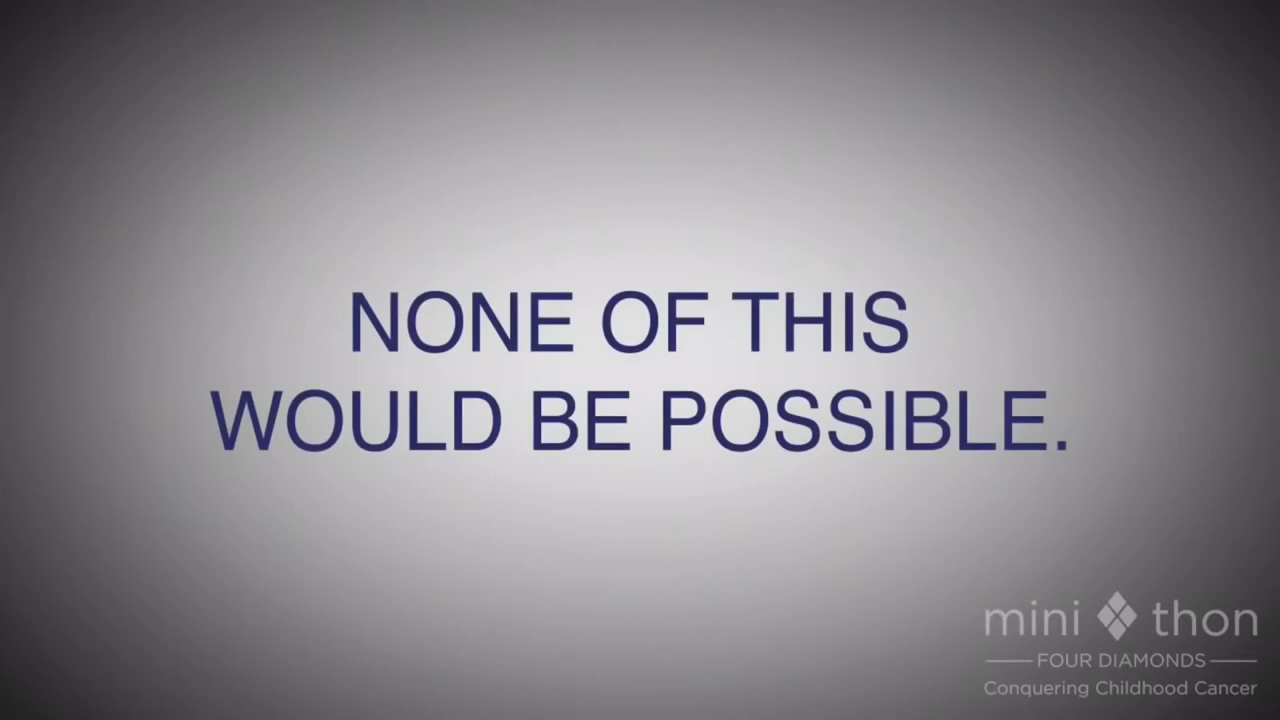 NONE OF THIS
WOULD BE POSSIBLE.
mini thon
FOUR DIAMONDS
Conquering Childhood Cancer